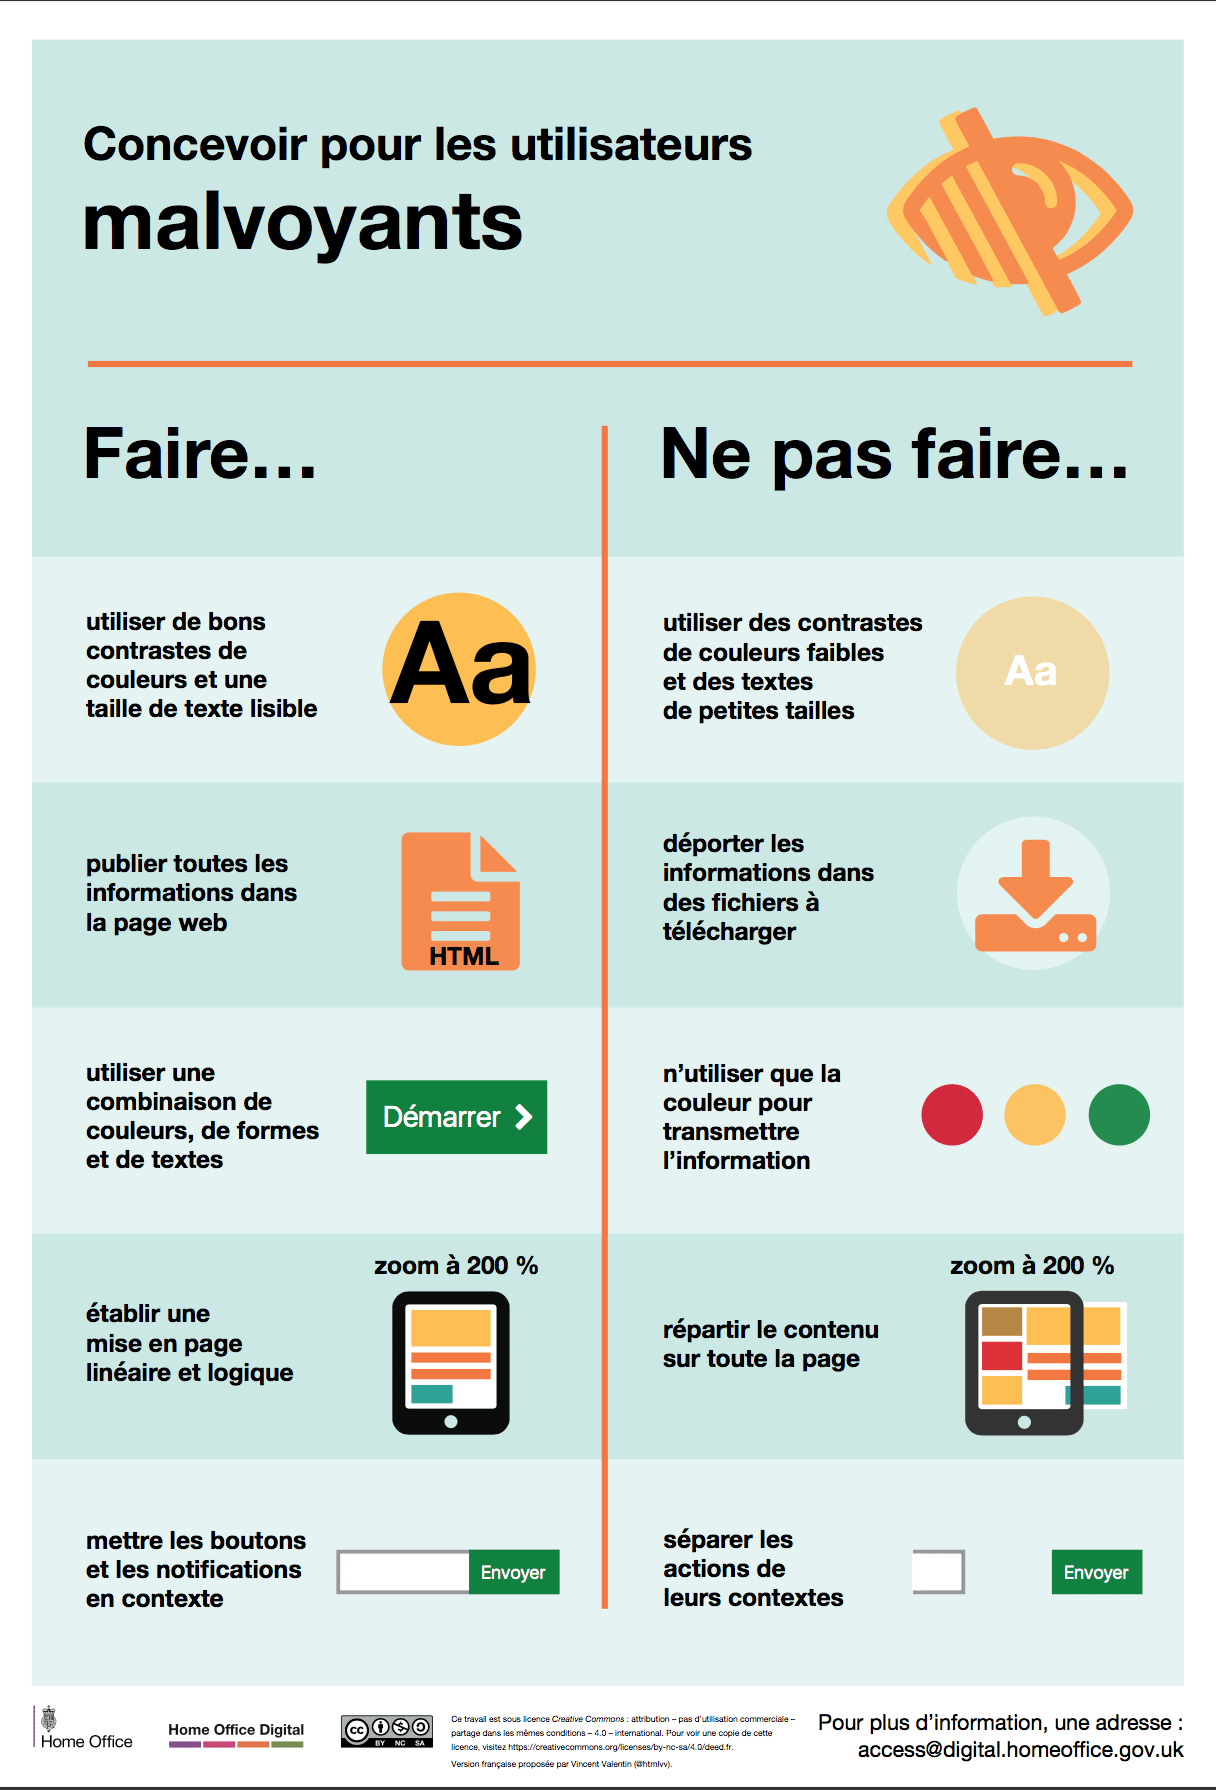 Concevoir pour les utilisateurs
malvoyants
Faire…
Ne pas faire…
utiliser de bons
contrastes de
couleurs et une
taille de texte lisible
Aa
utiliser des contrastes
de couleurs faibles
et des textes
de petites tailles
Aa
publier toutes les
informations dans
la page web
HTML
déporter les
informations dans
des fichiers à
télécharger
utiliser une
combinaison de
couleurs, de formes
et de textes
Démarrer
n’utiliser que la
couleur pour
transmettre
l’information
établir une
mise en page
linéaire et logique
zoom à 200 %
répartir le contenu
sur toute la page
zoom à 200 %
mettre les boutons
et les notifications
en contexte
Envoyer
séparer les
actions de
leurs contextes
Envoyer
Home Office
Home Office Digital
cc
BY NC SA
Ce travail est sous licence Creative Commons : attribution – pas d’utilisation commerciale –
partage dans les mêmes conditions – 4.0 – international. Pour voir une copie de cette
licence, visitez https://creativecommons.org/licenses/by-nc-sa/4.0/deed.fr.
Version française proposée par Vincent Valentin (@htmlvv).
Pour plus d’information, une adresse :
access@digital.homeoffice.gov.uk